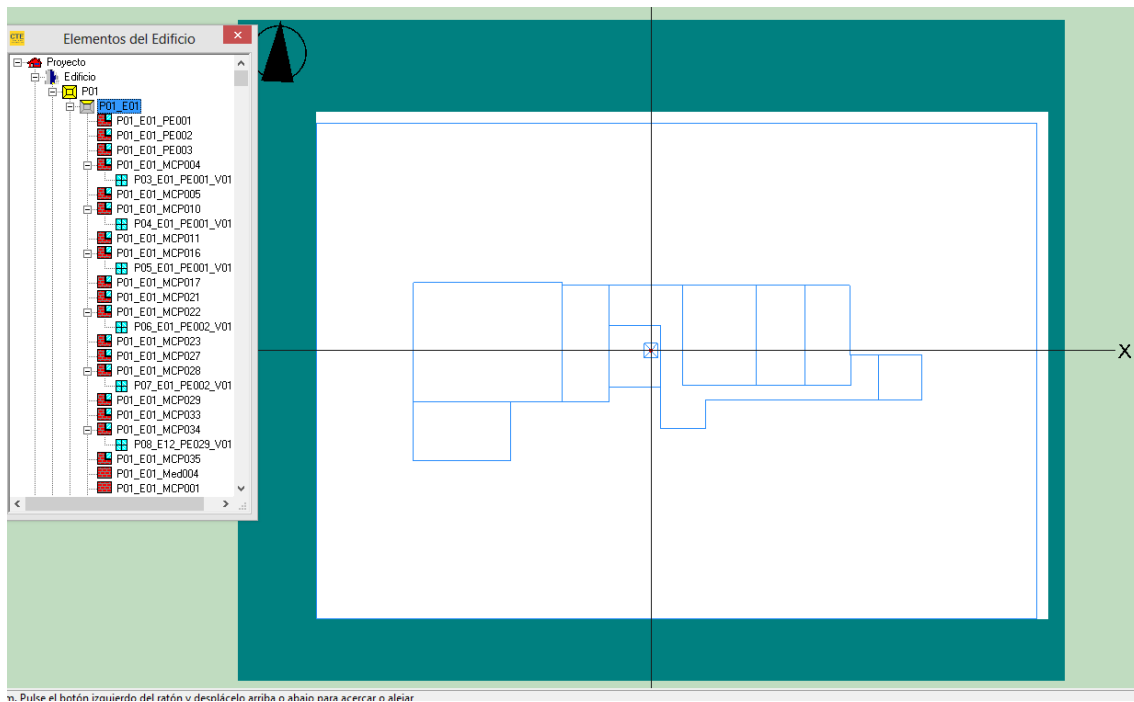 CTE
Elementos del Edificio
Proyecto
Edificio
P01
P01_E01
P01_E01_PE001
P01_E01_PE002
P01_E01_PE003
P01_E01_MCP004
P03_E01_PE001_V01
P01_E01_MCP005
P01_E01_MCP010
P04_E01_PE001_V01
P01_E01_MCP011
P01_E01_MCP016
P05_E01_PE001_V01
P01_E01_MCP017
P01_E01_MCP021
P01_E01_MCP022
P06_E01_PE002_V01
P01_E01_MCP023
P01_E01_MCP027
P01_E01_MCP028
P07_E01_PE002_V01
P01_E01_MCP029
P01_E01_MCP033
P01_E01_MCP034
P08_E12_PE029_V01
P01_E01_MCP035
P01_E01_Med004
P01_E01_MCP001
X
m. Pulse el botón izquierdo del ratón y desplácelo arriba o abajo para acercar o alejar